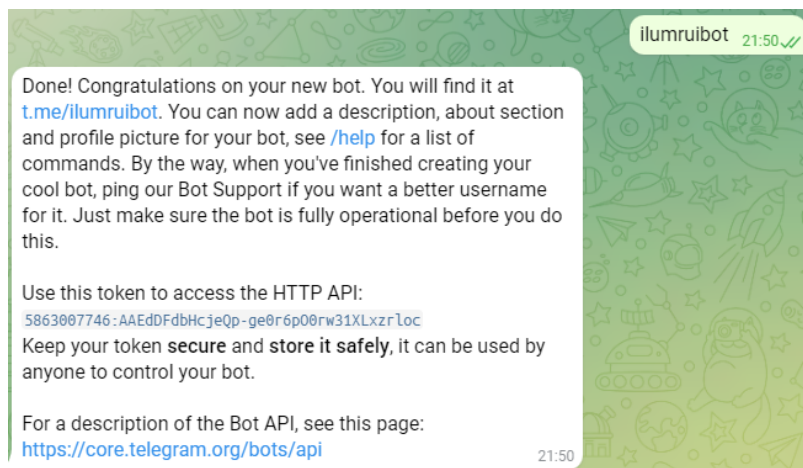 ilumruibot 21:50
Done! Congratulations on your new bot. You will find it at
t.me/ilumruibot. You can now add a description, about section
and profile picture for your bot, see /help for a list of
commands. By the way, when you've finished creating your
cool bot, ping our Bot Support if you want a better username
for it. Just make sure the bot is fully operational before you do
this.
Use this token to access the HTTP API:
5863007746:AAEdDFdbHcjeQp-ge0r6pO0rw31XLxzrloc
Keep your token secure and store it safely, it can be used by
anyone to control your bot.
For a description of the Bot API, see this page:
https://core.telegram.org/bots/api 21:50